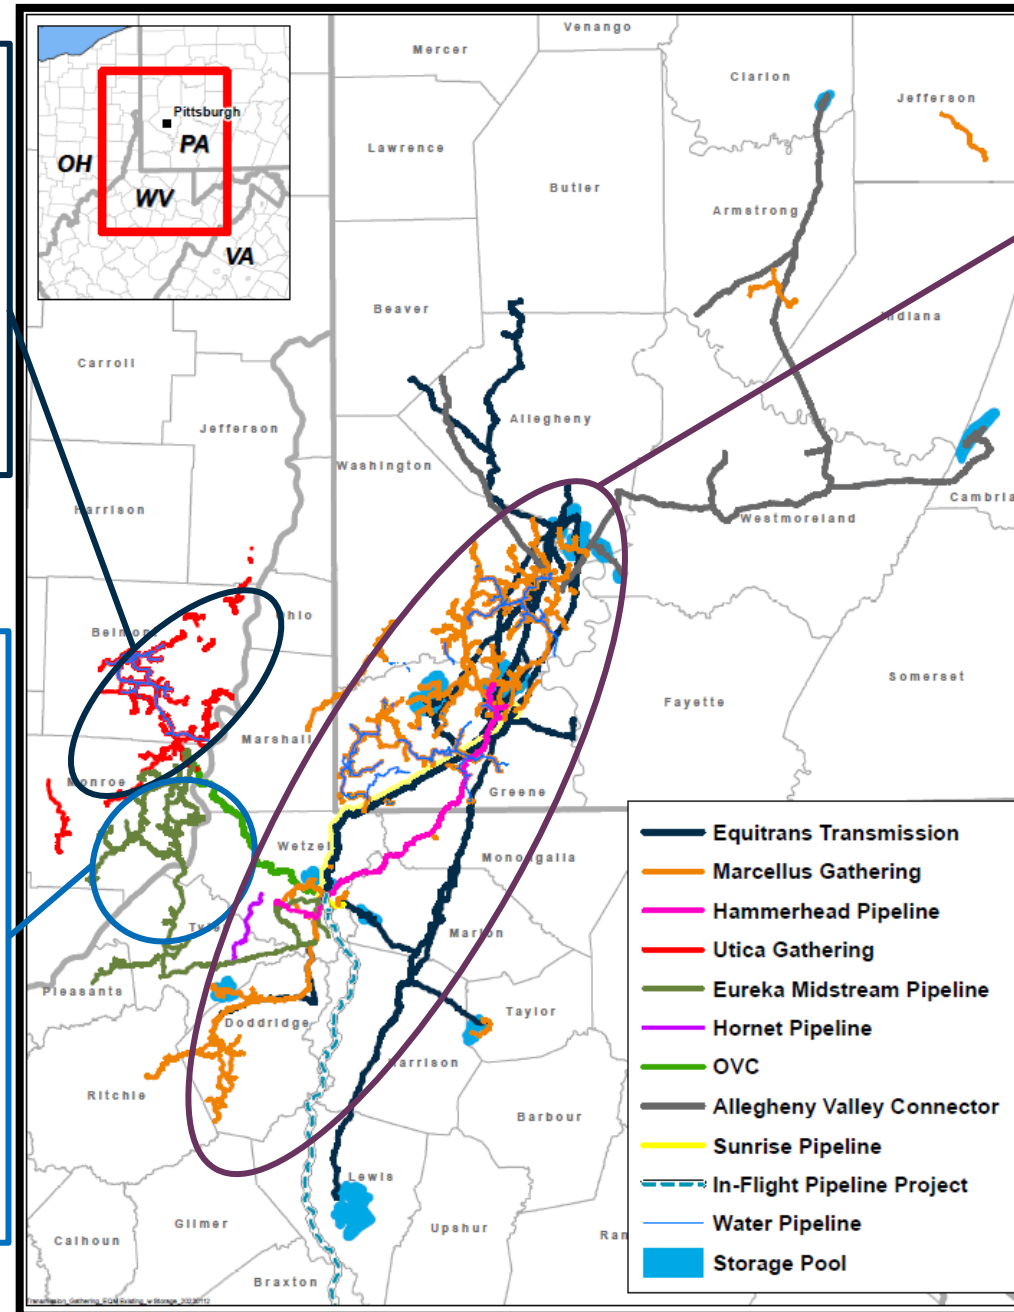 Venango
Mercer
Clarion
Jefferson
Pittsburgh
PA
OH
WV
VA
Lawrence
Butler
Armstrong
Beaver
Indiana
Carroll
Jefferson
Allegheny
Washington
Harrison
Westmoreland
Cambria
Ohio
Belmont
Somerset
Fayette
Marshall
Monroe
Greene
Wetzel
Monongalia
Tyler
Marion
Pleasants
Taylor
Doddridge
Harrison
Ritchie
Barbour
Lewis
Gilmer
Upshur
Ran
Calhoun
Braxton
Equitrans Transmission
Marcellus Gathering
Hammerhead Pipeline
Utica Gathering
Eureka Midstream Pipeline
Hornet Pipeline
OVC
Allegheny Valley Connector
Sunrise Pipeline
In-Flight Pipeline Project
Water Pipeline
Storage Pool